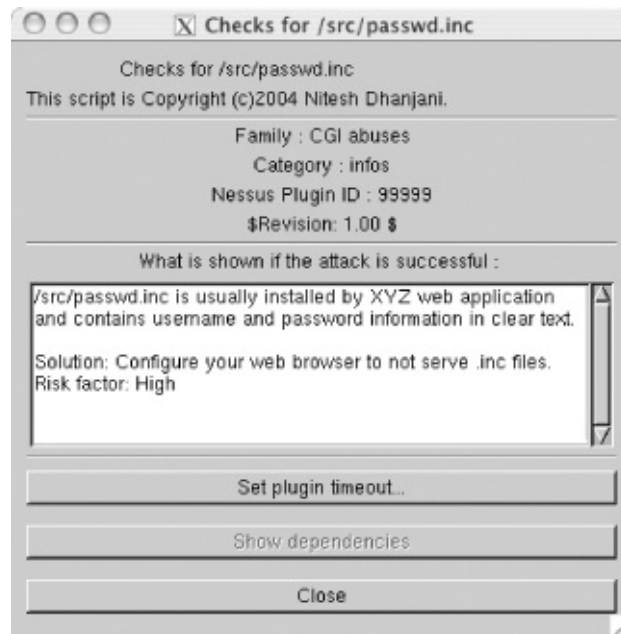 Checks for /src/passwd.inc
Checks for /src/passwd.inc
This script is Copyright (c)2004 Nitesh Dhanjani.
Family : CGI abuses
Category : infos
Nessus Plugin ID : 99999
$Revision: 1.00 $
What is shown if the attack is successful :
/src/passwd.inc is usually installed by XYZ web application
and contains username and password information in clear text.
Solution: Configure your web browser to not serve .inc files.
Risk factor: High
Set plugin timeout...
Show dependencies
Close